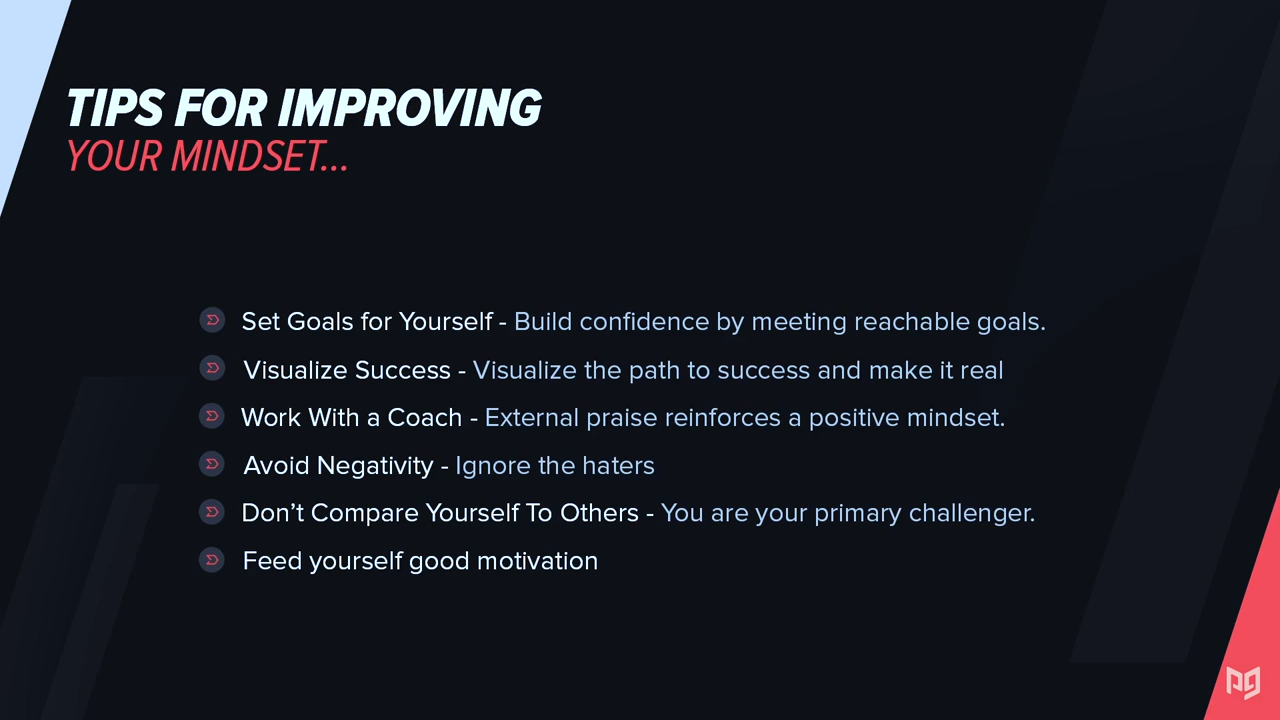 TIPS FOR IMPROVING
YOUR MINDSET...
Set Goals for Yourself - Build confidence by meeting reachable goals.
Visualize Success - Visualize the path to success and make it real
Work With a Coach - External praise reinforces a positive mindset.
Avoid Negativity - Ignore the haters
Don’t Compare Yourself To Others - You are your primary challenger.
Feed yourself good motivation
PG